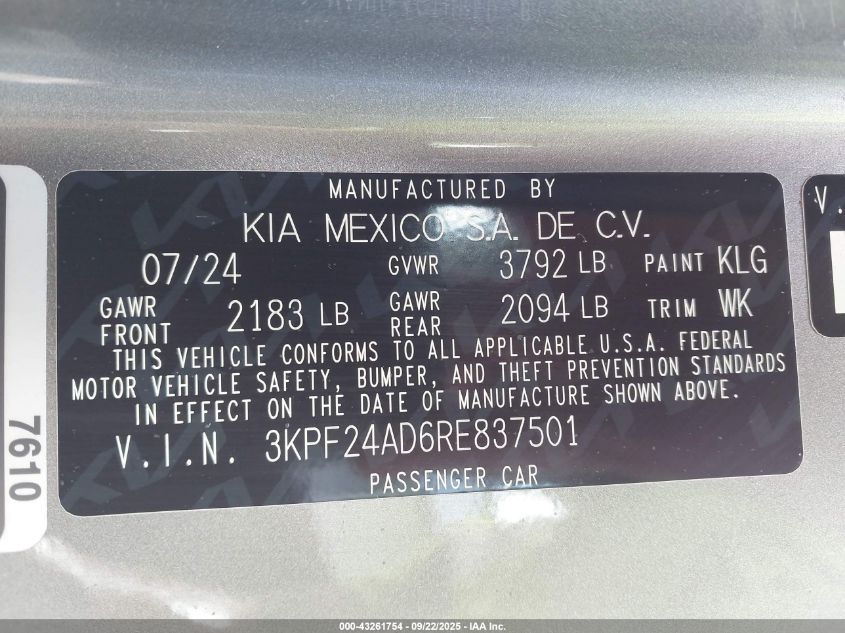 MANUFACTURED BY
KIA MEXICO S.A. DE C.V.
07/24 GVWR 3792 LB PAINT KLG
GAWR FRONT 2183 LB GAWR REAR 2094 LB TRIM WK
THIS VEHICLE CONFORMS TO ALL APPLICABLE U.S.A. FEDERAL
MOTOR VEHICLE SAFETY, BUMPER, AND THEFT PREVENTION STANDARDS
IN EFFECT ON THE DATE OF MANUFACTURE SHOWN ABOVE.
V.I.N. 3KPF24AD6RE837501
PASSENGER CAR
7610
V.
000-43261754 - 09/22/2025 - IAA Inc.